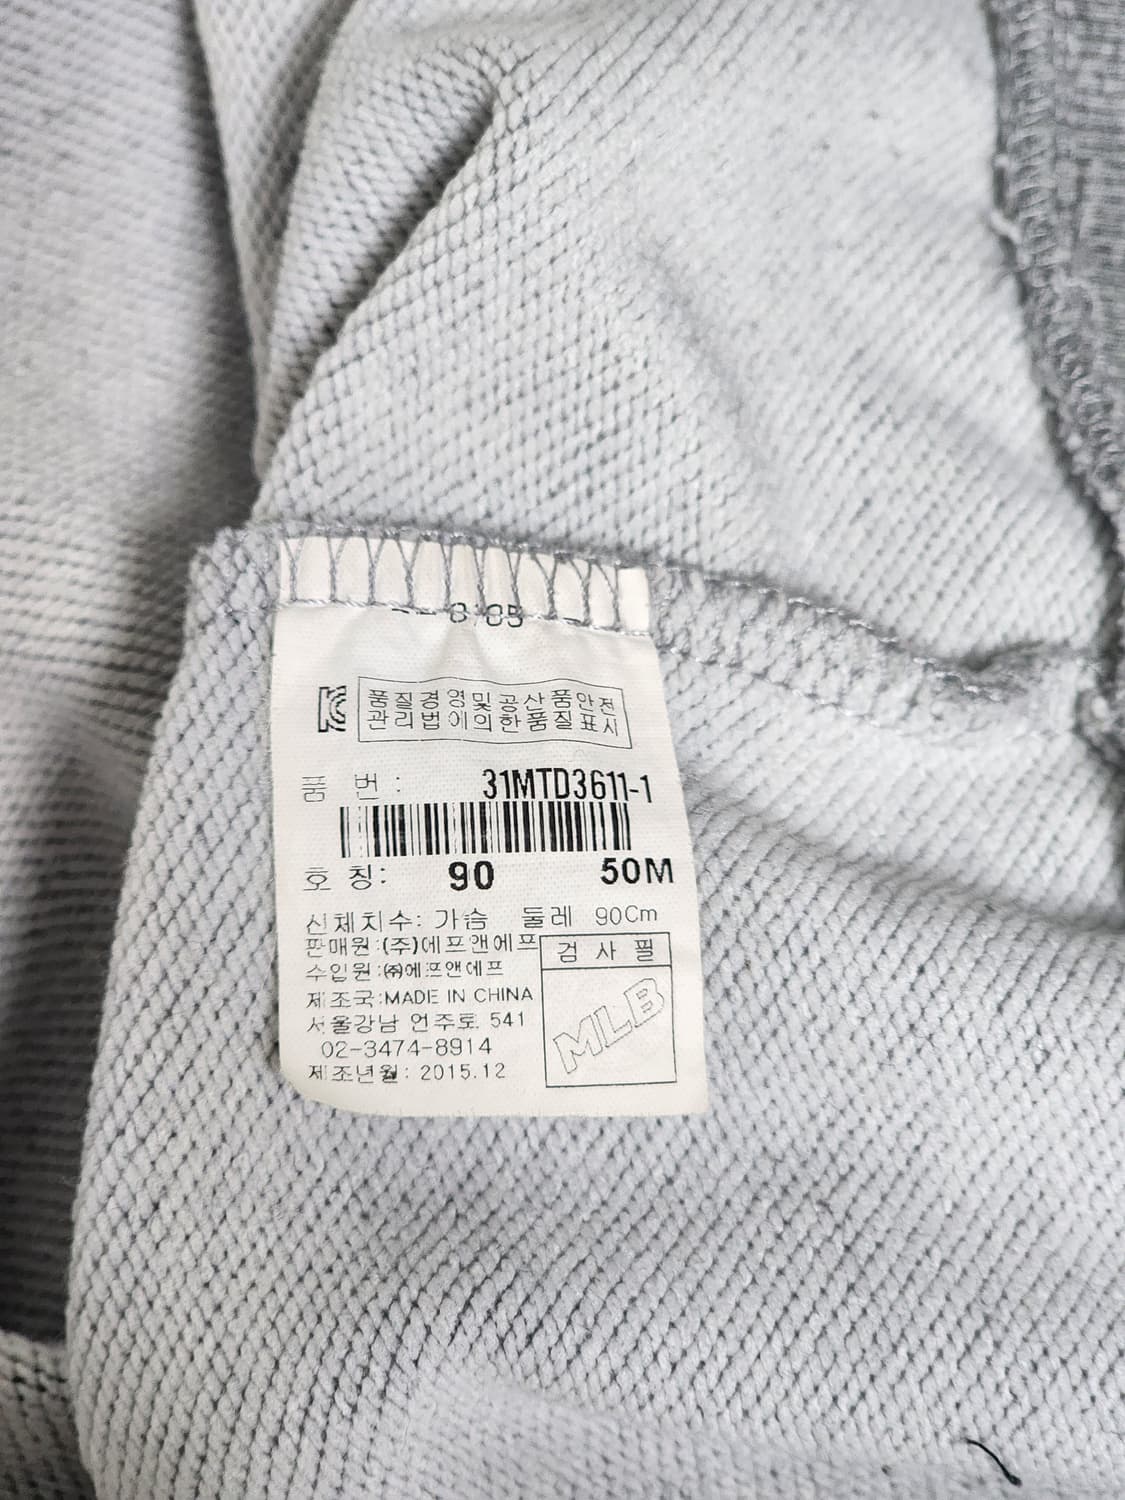 품질경영및공산품안전
관리법에의한품질표시
품 번 : 31MTD3611-1
호 칭: 90 50M
신체치수: 가슴 둘레 90Cm
판매원:(주)에프앤에프
수입원:㈜에프앤에프
제조국:MADE IN CHINA
서울강남 언주로 541
02-3474-8914
제조년월: 2015.12
검 사 필
MLB